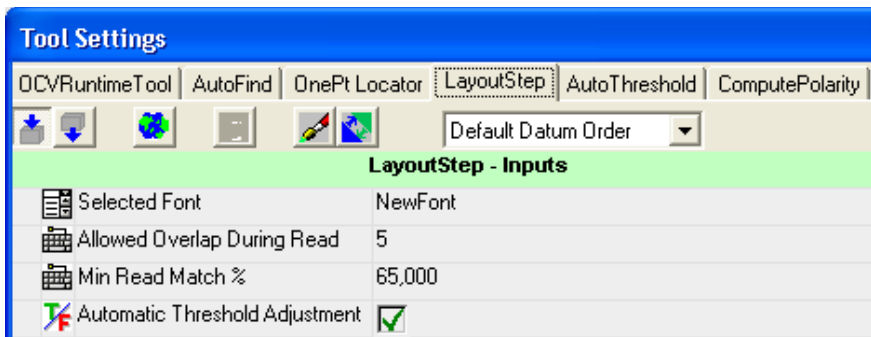 Tool Settings
OCVRuntimeTool AutoFind OnePt Locator LayoutStep AutoThreshold ComputePolarity
Default Datum Order
LayoutStep - Inputs
Selected Font NewFont
Allowed Overlap During Read 5
Min Read Match % 65,000
T/F Automatic Threshold Adjustment